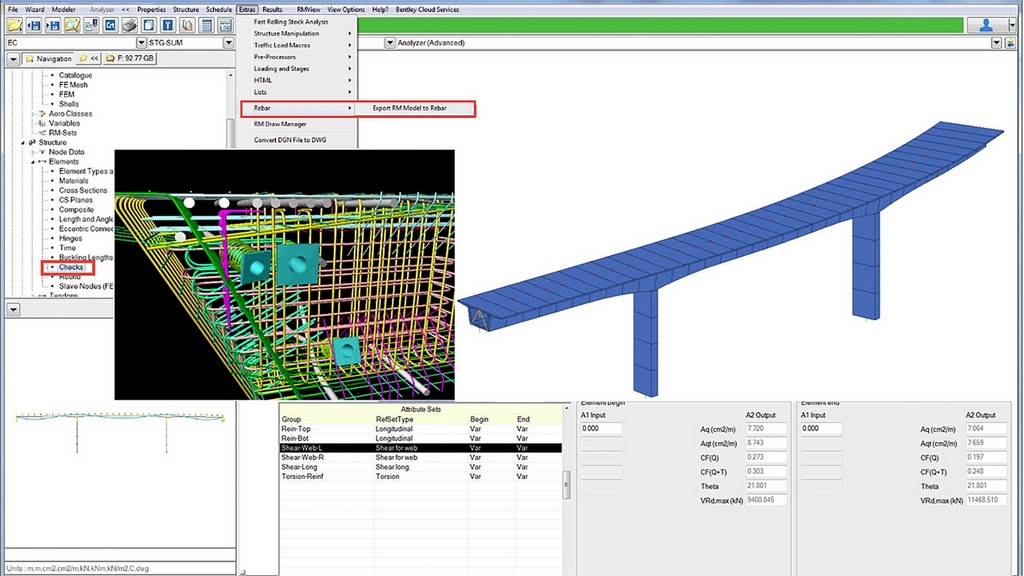 File Wizard Modeler << Properties Structure Schedule Extras Results RMView View Options Help? Bentley Cloud Services
Fast Rolling Stock Analysis
Structure Manipulation
Traffic Load Macros
Pre-Processors
Loading and Stages
HTML
Lists
Rebar Export RM Model to Rebar
RM Draw Manager
Convert DGN File to DWG
EC STG-SUM Analyzer (Advanced)
Navigation << F: 92.77 GB
Catalogue
FE Mesh
FEM
Shells
Aero Classes
Variables
RM-Sets
Structure
Node Data
Elements
Element Types a
Materials
Cross Sections
CS Planes
Composite
Length and Angle
Eccentric Connec
Hinges
Time
Buckling Lengths
Checks
Round
Slave Nodes (FE
Tendons
Attribute Sets
Group RefSetType Begin End
Rein-Top Longitudinal Var Var
Rein-Bot Longitudinal Var Var
Shear-Web-L Shear for web Var Var
Shear-Web-R Shear for web Var Var
Shear-Long Shear long. Var Var
Torsion-Reinf Torsion Var Var
Element begin
A1 Input A2 Output
0.000 Aq (cm2/m) 7.720
Aqt (cm2/m) 8.743
CF(Q) 0.273
CF(Q+T) 0.303
Theta 21.801
VRd,max (kN) 9400.845
Element end
A1 Input A2 Output
0.000 Aq (cm2/m) 7.064
Aqt (cm2/m) 7.659
CF(Q) 0.197
CF(Q+T) 0.248
Theta 21.801
VRd,max (kN) 11468.510
Units : m,m,cm2,cm2/m,kN,kNm,kN/m2,C,deg